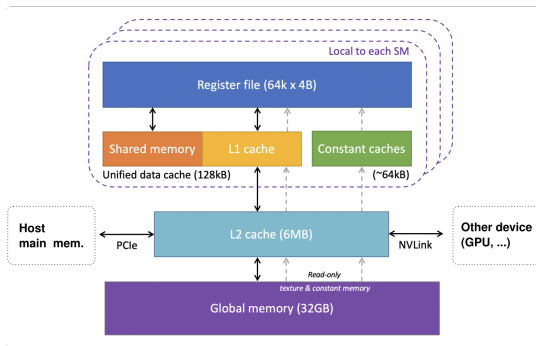 Local to each SM
Register file (64k x 4B)
Shared memory
L1 cache
Constant caches
Unified data cache (128kB)
(~64kB)
Host
main mem.
PCIe
L2 cache (6MB)
NVLink
Other device
(GPU, ...)
Read-only
texture & constant memory
Global memory (32GB)